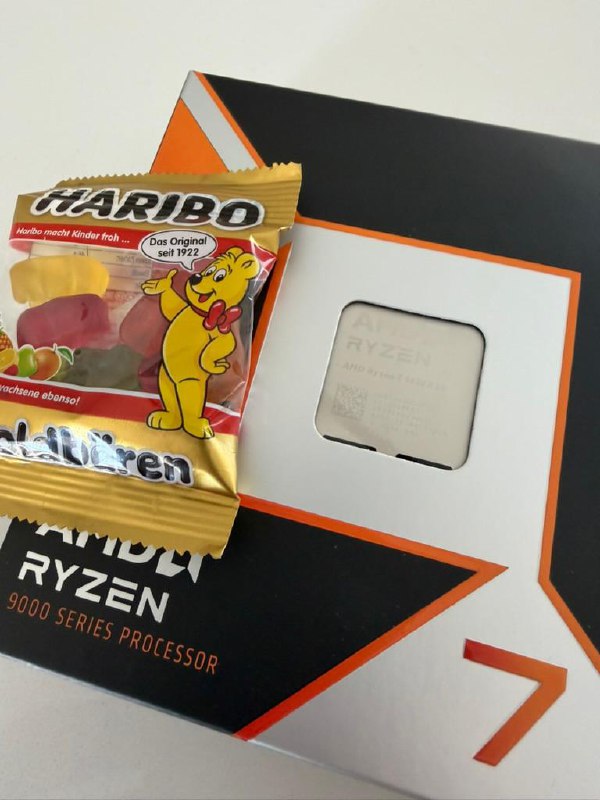 HARIBO
Haribo macht Kinder froh ...
Das Original
seit 1922
wachsene ebenso!
ldbären
AMD
RYZEN
AMD
RYZEN
9000 SERIES PROCESSOR
7